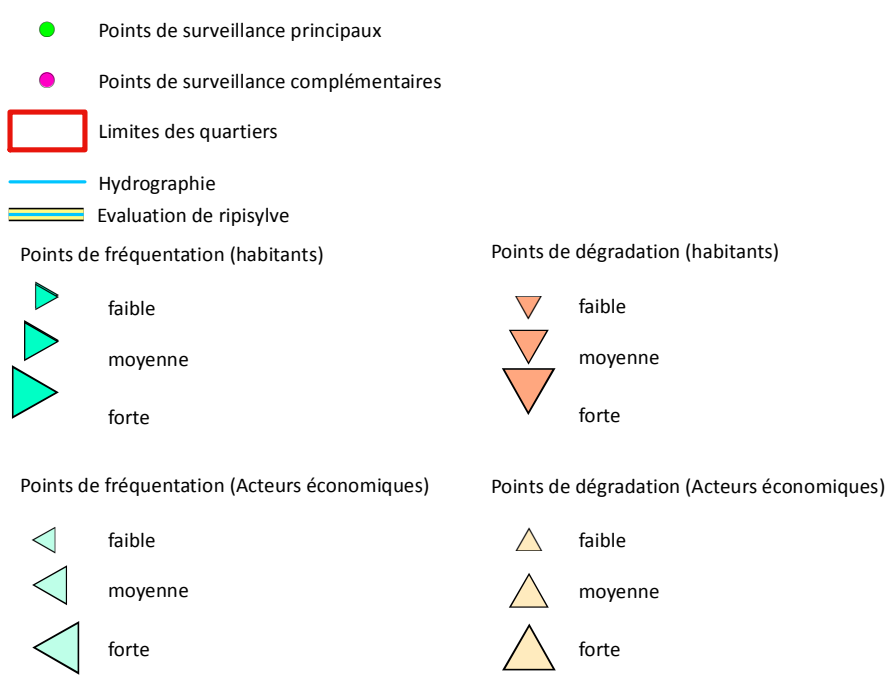 Points de surveillance principaux
Points de surveillance complémentaires
Limites des quartiers
Hydrographie
Evaluation de ripisylve
Points de fréquentation (habitants)
faible
moyenne
forte
Points de dégradation (habitants)
faible
moyenne
forte
Points de fréquentation (Acteurs économiques)
faible
moyenne
forte
Points de dégradation (Acteurs économiques)
faible
moyenne
forte